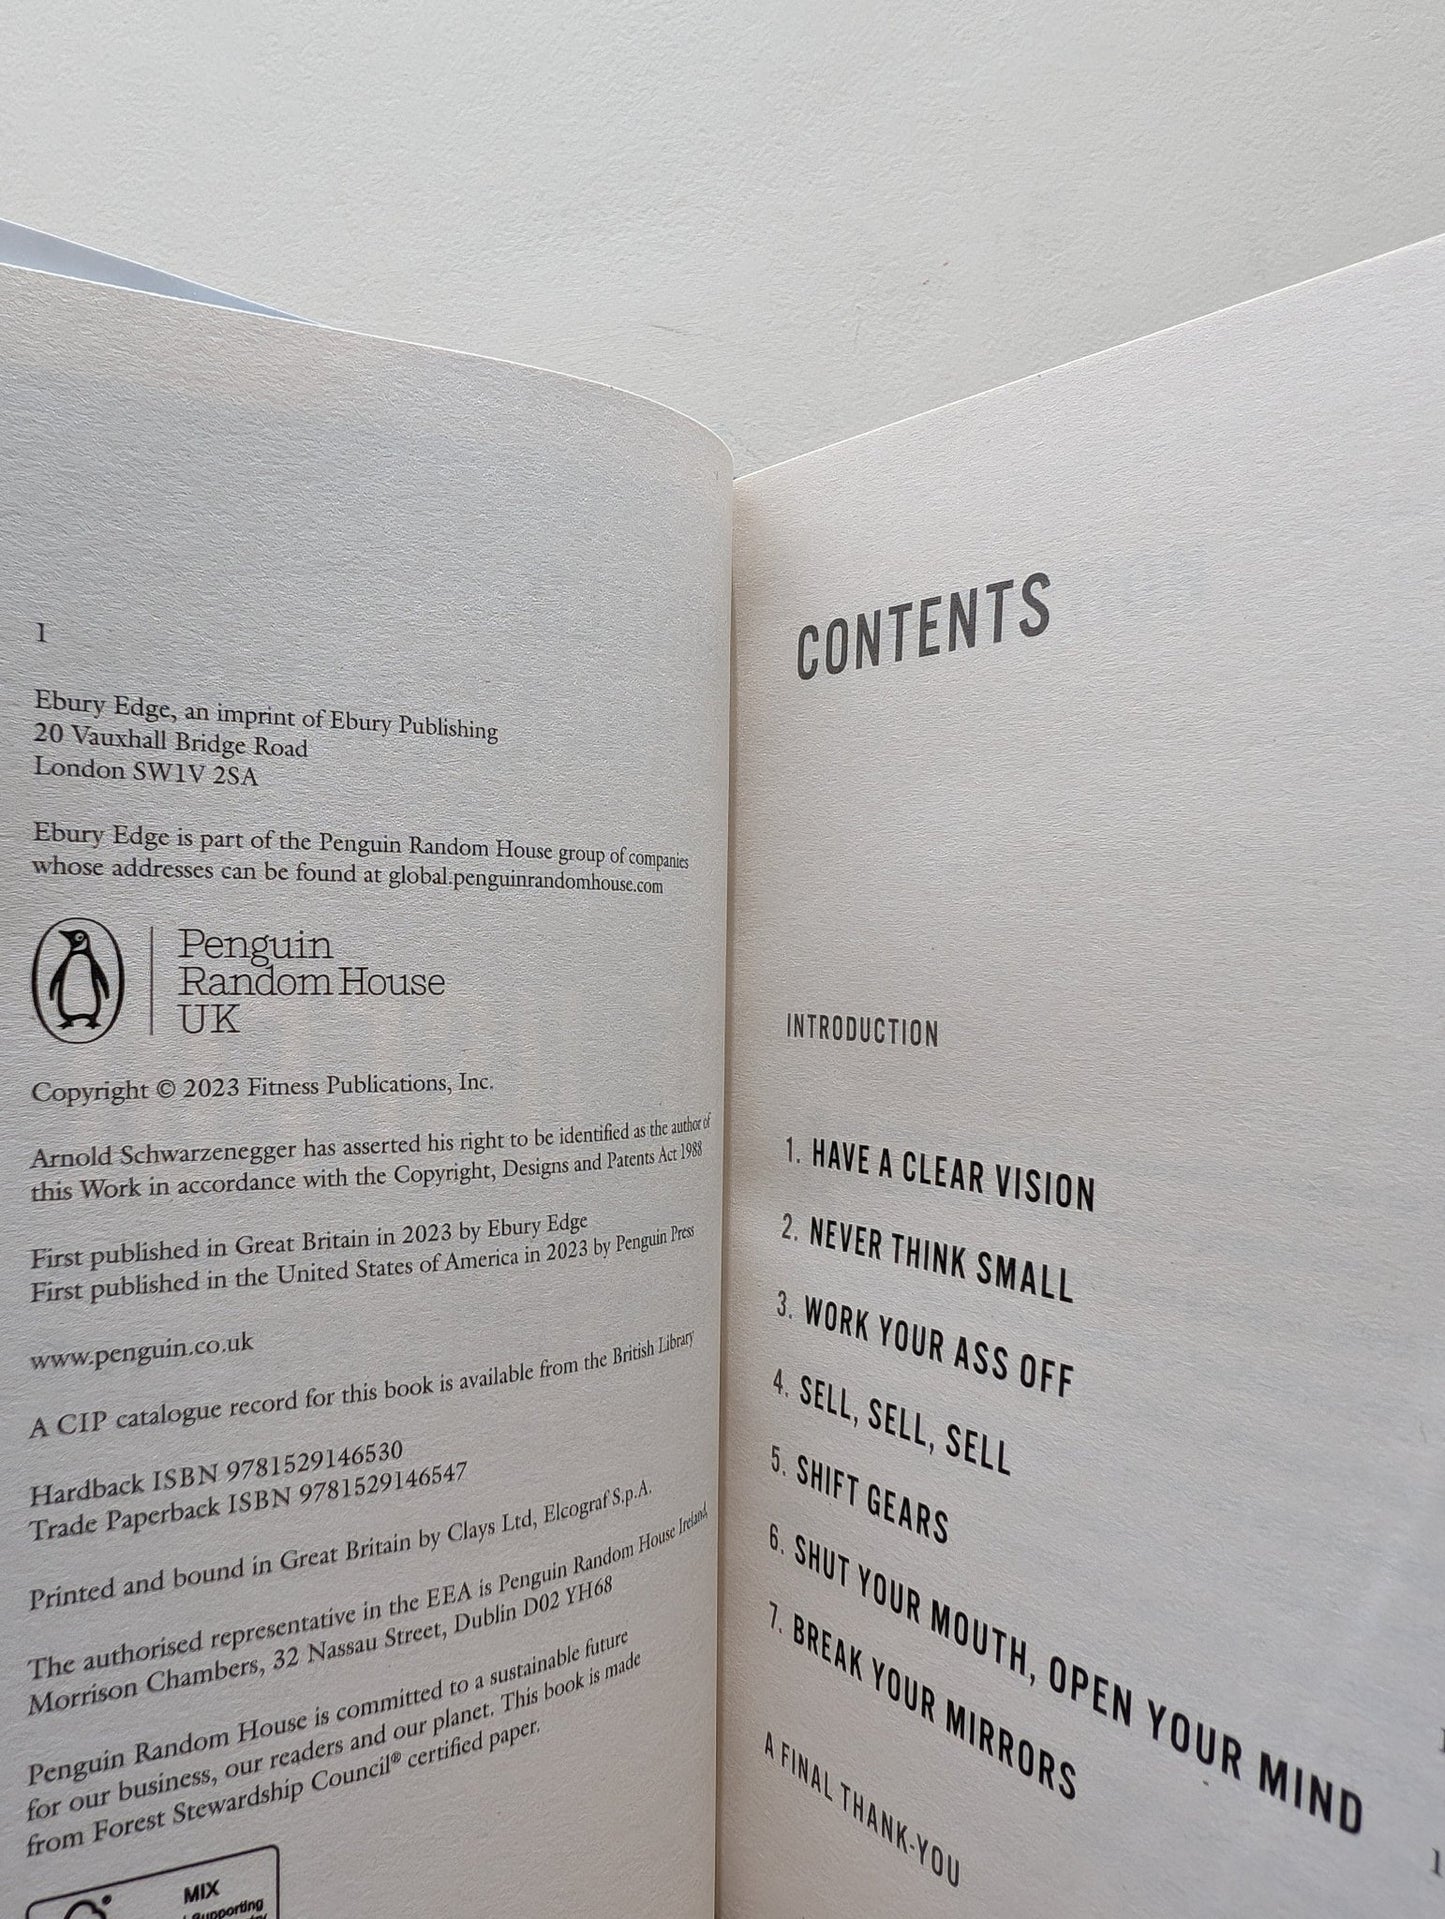 1
Ebury Edge, an imprint of Ebury Publishing
20 Vauxhall Bridge Road
London SW1V 2SA
Ebury Edge is part of the Penguin Random House group of companies
whose addresses can be found at global.penguinrandomhouse.com
Penguin
Random House
UK
Copyright © 2023 Fitness Publications, Inc.
Arnold Schwarzenegger has asserted his right to be identified as the author of
this Work in accordance with the Copyright, Designs and Patents Act 1988
First published in Great Britain in 2023 by Ebury Edge
First published in the United States of America in 2023 by Penguin Press
www.penguin.co.uk
A CIP catalogue record for this book is available from the British Library
Hardback ISBN 9781529146530
Trade Paperback ISBN 9781529146547
Printed and bound in Great Britain by Clays Ltd, Elcograf S.p.A.
The authorised representative in the EEA is Penguin Random House Ireland,
Morrison Chambers, 32 Nassau Street, Dublin D02 YH68
Penguin Random House is committed to a sustainable future
for our business, our readers and our planet. This book is made
from Forest Stewardship Council® certified paper.
MIX
Supporting
CONTENTS
INTRODUCTION
1. HAVE A CLEAR VISION
2. NEVER THINK SMALL
3. WORK YOUR ASS OFF
4. SELL, SELL, SELL
5. SHIFT GEARS
6. SHUT YOUR MOUTH, OPEN YOUR MIND
7. BREAK YOUR MIRRORS
A FINAL THANK-YOU